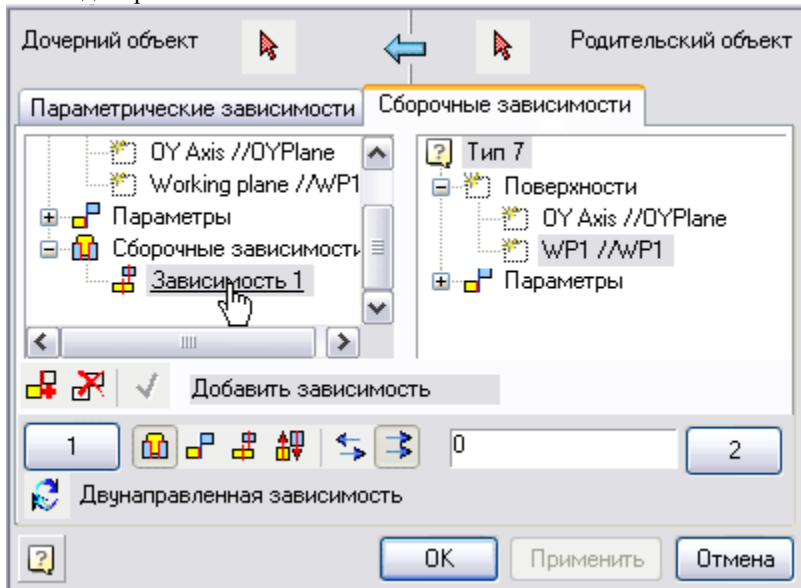 Дочерний объект
Родительский объект
Параметрические зависимости
Сборочные зависимости
OY Axis //OYPlane
Working plane //WP1
Параметры
Сборочные зависимости
Зависимость 1
Тип 7
Поверхности
OY Axis //OYPlane
WP1 //WP1
Параметры
Добавить зависимость
1
0
2
Двунаправленная зависимость
OK
Применить
Отмена